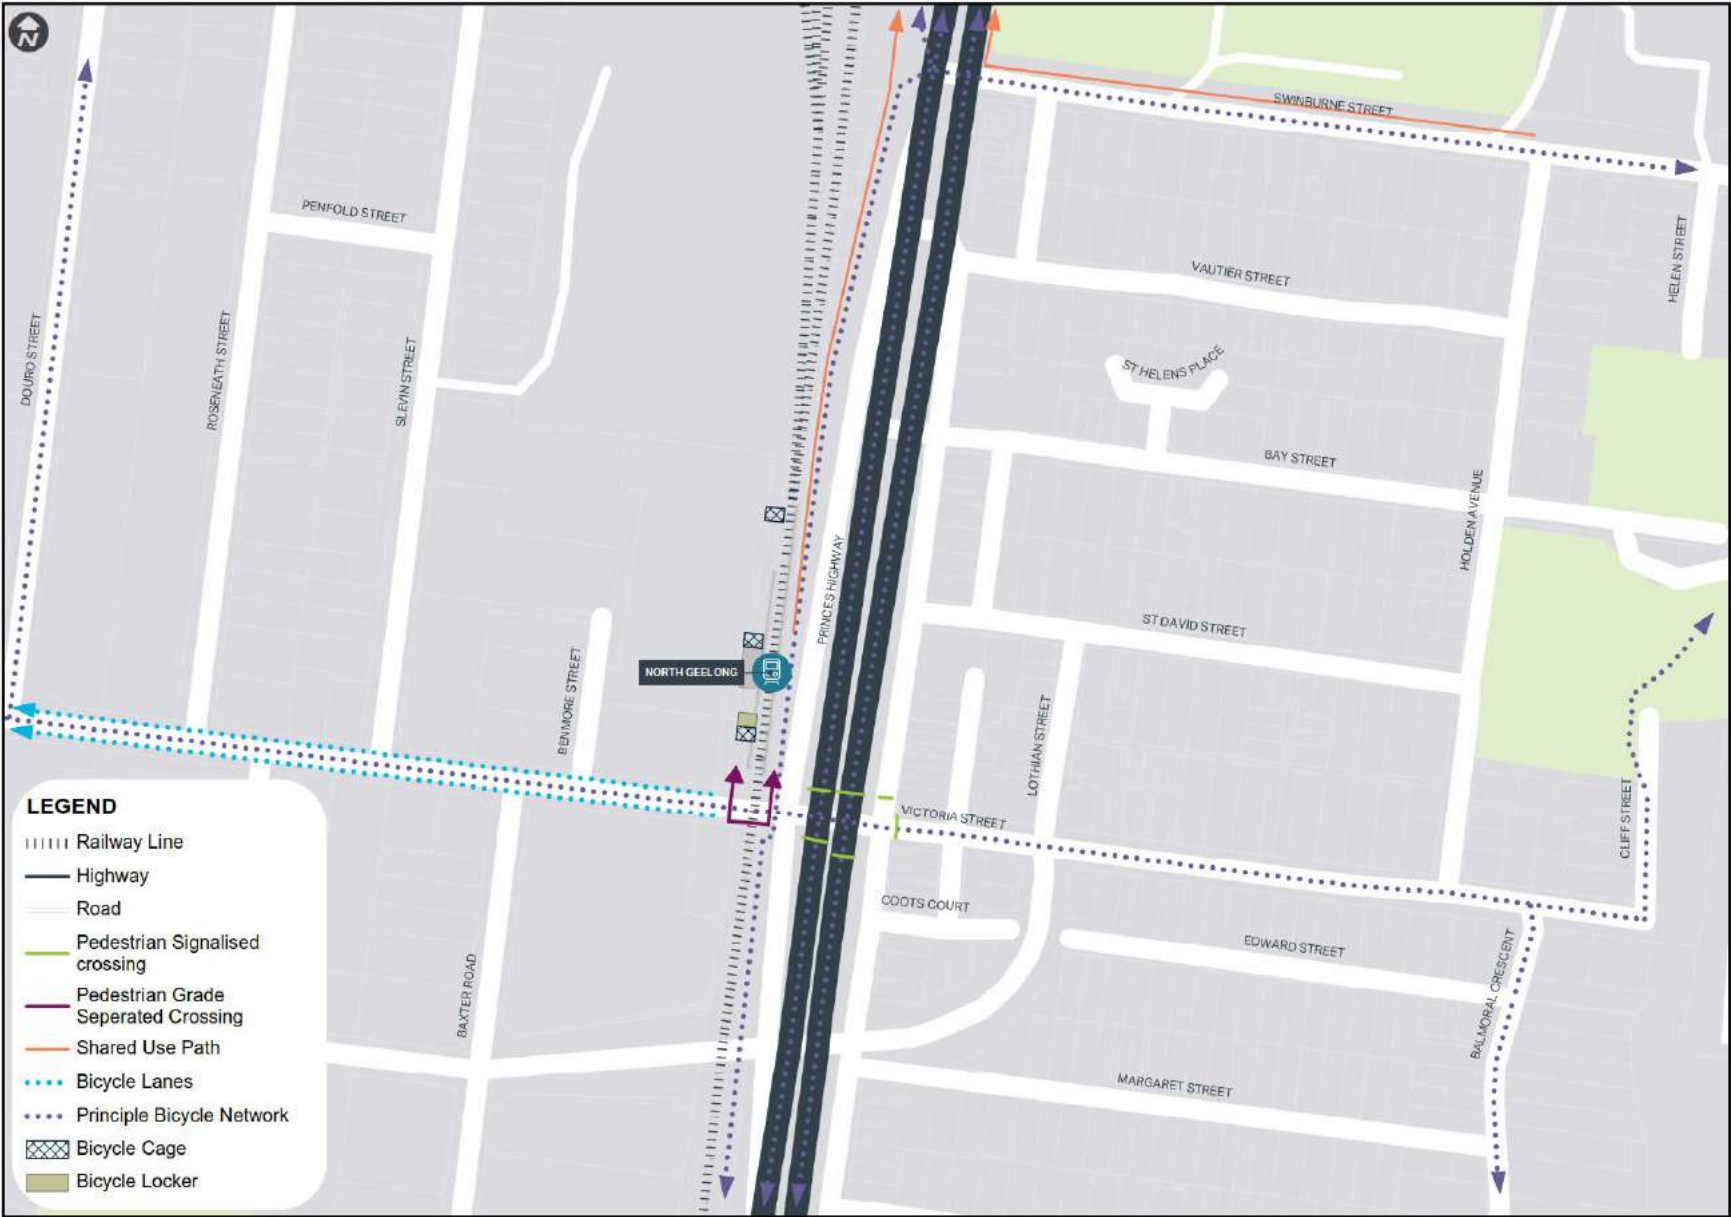 N
SWINBURNE STREET
PENFOLD STREET
HELEN STREET
VAUTIER STREET
DOURO STREET
ROSENEATH STREET
SLEVIN STREET
ST HELENS PLACE
BAY STREET
HOLDEN AVENUE
PRINCES HIGHWAY
ST DAVID STREET
NORTH GEELONG
BENMORE STREET
LOTHIAN STREET
VICTORIA STREET
CLIFF STREET
COOTS COURT
EDWARD STREET
BALMORAL CRESCENT
BAXTER ROAD
MARGARET STREET
LEGEND
Railway Line
Highway
Road
Pedestrian Signalised
crossing
Pedestrian Grade
Seperated Crossing
Shared Use Path
Bicycle Lanes
Principle Bicycle Network
Bicycle Cage
Bicycle Locker